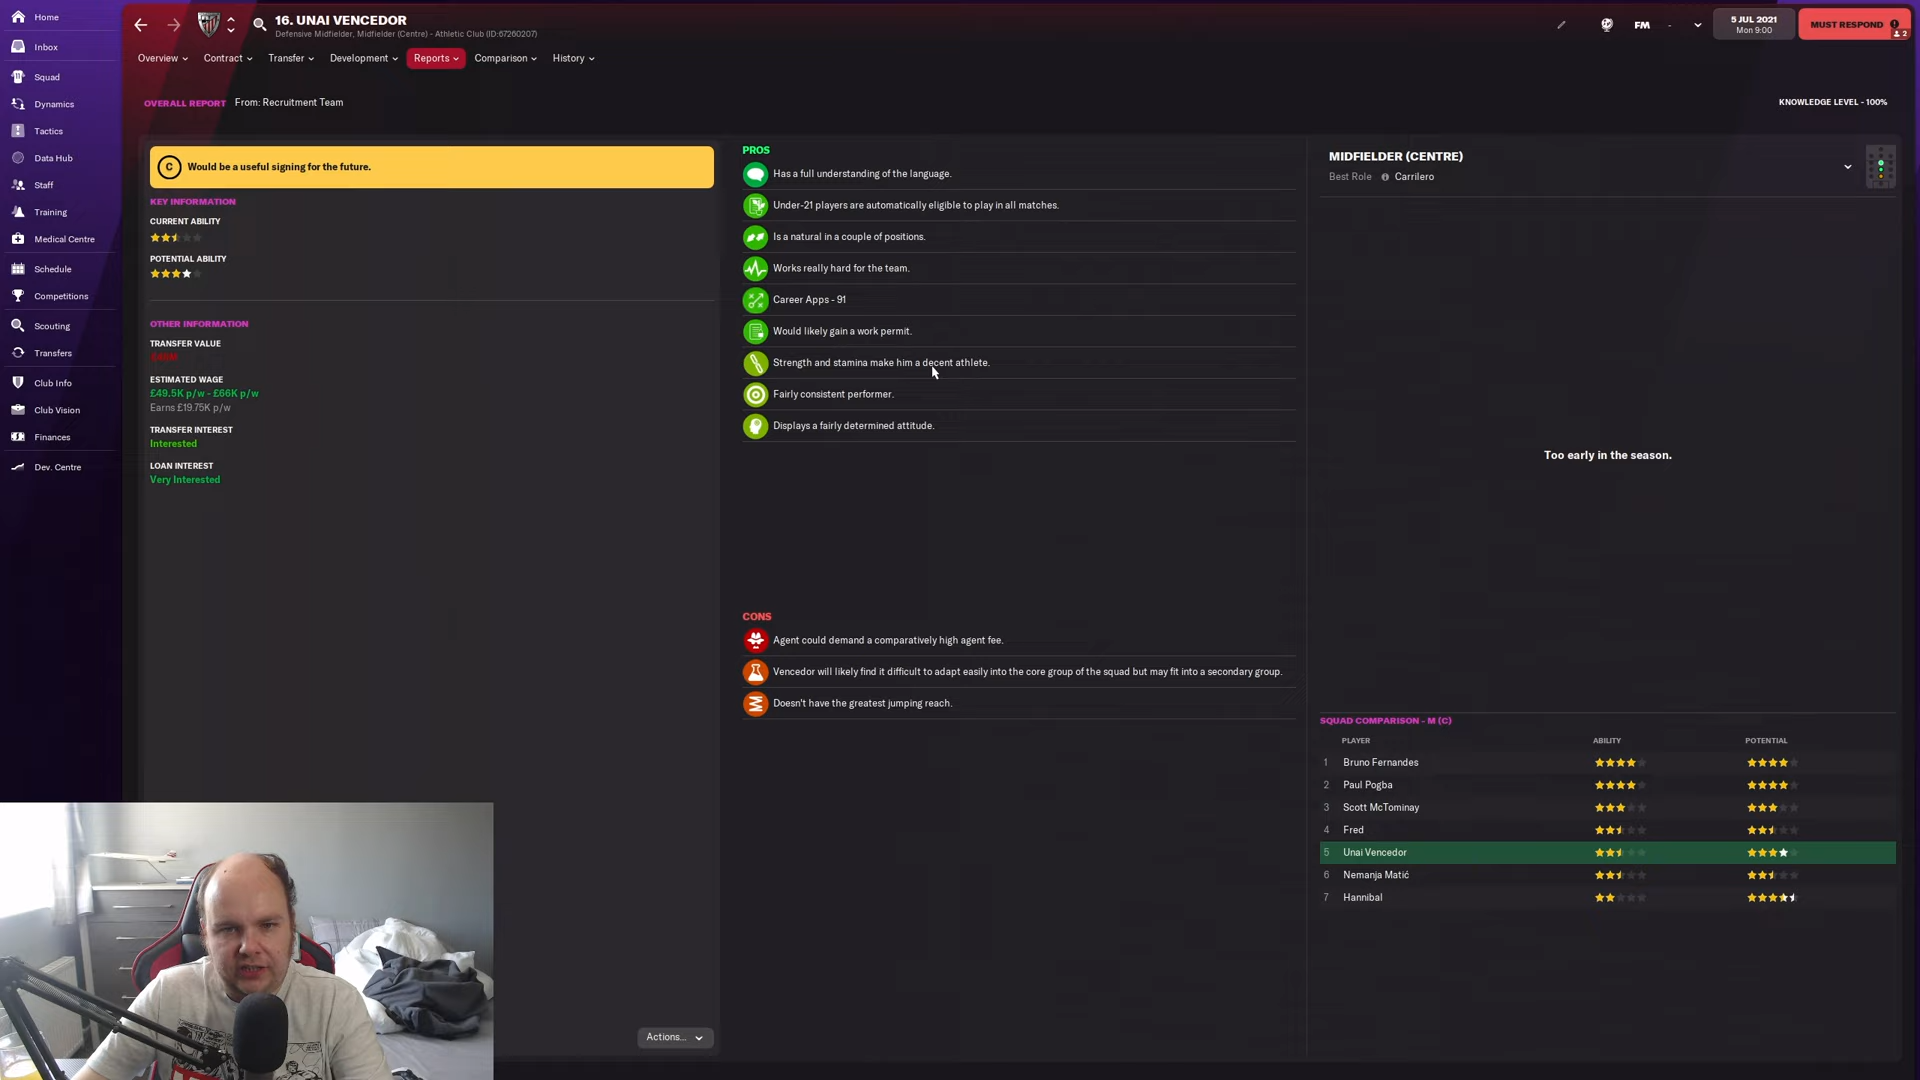 Home
Inbox
Squad
Dynamics
Tactics
Data Hub
Staff
Training
Medical Centre
Schedule
Competitions
Scouting
Transfers
Club Info
Club Vision
Finances
Dev. Centre
16. UNAI VENCEDOR
Defensive Midfielder, Midfielder (Centre) - Athletic Club (ID:67260207)
FM
-
5 JUL 2021
Mon 9:00
MUST RESPOND
2
Overview
Contract
Transfer
Development
Reports
Comparison
History
OVERALL REPORT From: Recruitment Team
KNOWLEDGE LEVEL - 100%
C Would be a useful signing for the future.
KEY INFORMATION
CURRENT ABILITY
POTENTIAL ABILITY
OTHER INFORMATION
TRANSFER VALUE
ESTIMATED WAGE
£49.5K p/w - £66K p/w
Earns £19.75K p/w
TRANSFER INTEREST
Interested
LOAN INTEREST
Very Interested
Actions...
PROS
Has a full understanding of the language.
Under-21 players are automatically eligible to play in all matches.
Is a natural in a couple of positions.
Works really hard for the team.
Career Apps - 91
Would likely gain a work permit.
Strength and stamina make him a decent athlete.
Fairly consistent performer.
Displays a fairly determined attitude.
CONS
Agent could demand a comparatively high agent fee.
Vencedor will likely find it difficult to adapt easily into the core group of the squad but may fit into a secondary group.
Doesn't have the greatest jumping reach.
MIDFIELDER (CENTRE)
Best Role Carrilero
Too early in the season.
SQUAD COMPARISON - M (C)
PLAYER ABILITY POTENTIAL
1 Bruno Fernandes
2 Paul Pogba
3 Scott McTominay
4 Fred
5 Unai Vencedor
6 Nemanja Matić
7 Hannibal